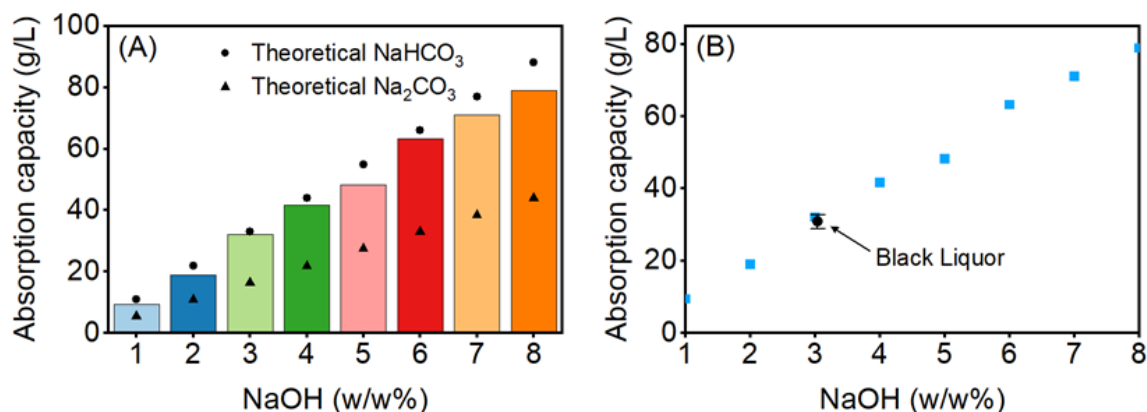 (A)
Theoretical NaHCO₃
Theoretical Na₂CO₃
Absorption capacity (g/L)
100
80
60
40
20
0
1 2 3 4 5 6 7 8
NaOH (w/w%)
(B)
Black Liquor
Absorption capacity (g/L)
80
60
40
20
0
1 2 3 4 5 6 7 8
NaOH (w/w%)